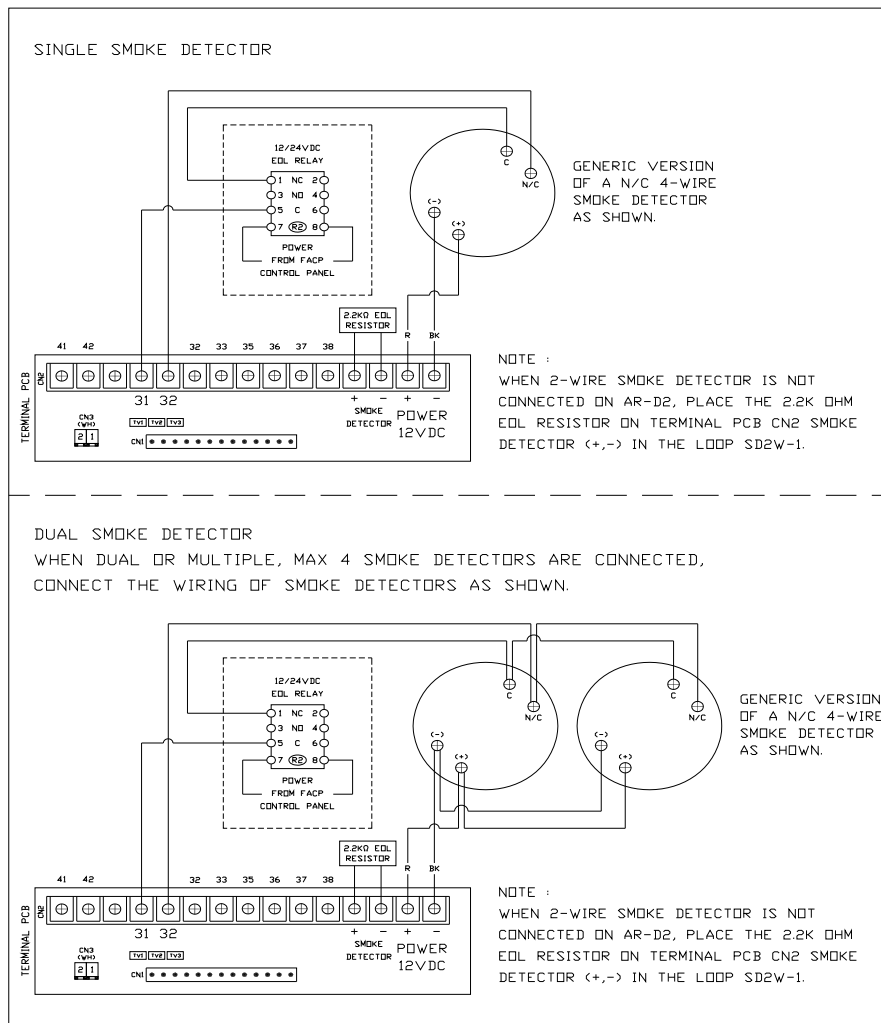 SINGLE SMOKE DETECTOR
12/24VDC
EOL RELAY
1 NC 2
3 NO 4
5 C 6
7 R2 8
POWER
FROM FACP
CONTROL PANEL
C
N/C
(-)
(+)
GENERIC VERSION
OF A N/C 4-WIRE
SMOKE DETECTOR
AS SHOWN.
2.2KΩ EOL
RESISTOR
R BK
41 42 32 33 35 36 37 38
TERMINAL PCB
CN2
31 32
+ - + -
SMOKE
DETECTOR
POWER
12VDC
CN3
(WH)
2 1
TV1 TV2 TV3
CN1
NOTE :
WHEN 2-WIRE SMOKE DETECTOR IS NOT
CONNECTED ON AR-D2, PLACE THE 2.2K OHM
EOL RESISTOR ON TERMINAL PCB CN2 SMOKE
DETECTOR (+,-) IN THE LOOP SD2W-1.
DUAL SMOKE DETECTOR
WHEN DUAL OR MULTIPLE, MAX 4 SMOKE DETECTORS ARE CONNECTED,
CONNECT THE WIRING OF SMOKE DETECTORS AS SHOWN.
12/24VDC
EOL RELAY
1 NC 2
3 NO 4
5 C 6
7 R2 8
POWER
FROM FACP
CONTROL PANEL
C
N/C
(-)
(+)
C
N/C
(-)
(+)
GENERIC VERSION
OF A N/C 4-WIRE
SMOKE DETECTOR
AS SHOWN.
2.2KΩ EOL
RESISTOR
R BK
41 42 32 33 35 36 37 38
TERMINAL PCB
CN2
31 32
+ - + -
SMOKE
DETECTOR
POWER
12VDC
CN3
(WH)
2 1
TV1 TV2 TV3
CN1
NOTE :
WHEN 2-WIRE SMOKE DETECTOR IS NOT
CONNECTED ON AR-D2, PLACE THE 2.2K OHM
EOL RESISTOR ON TERMINAL PCB CN2 SMOKE
DETECTOR (+,-) IN THE LOOP SD2W-1.